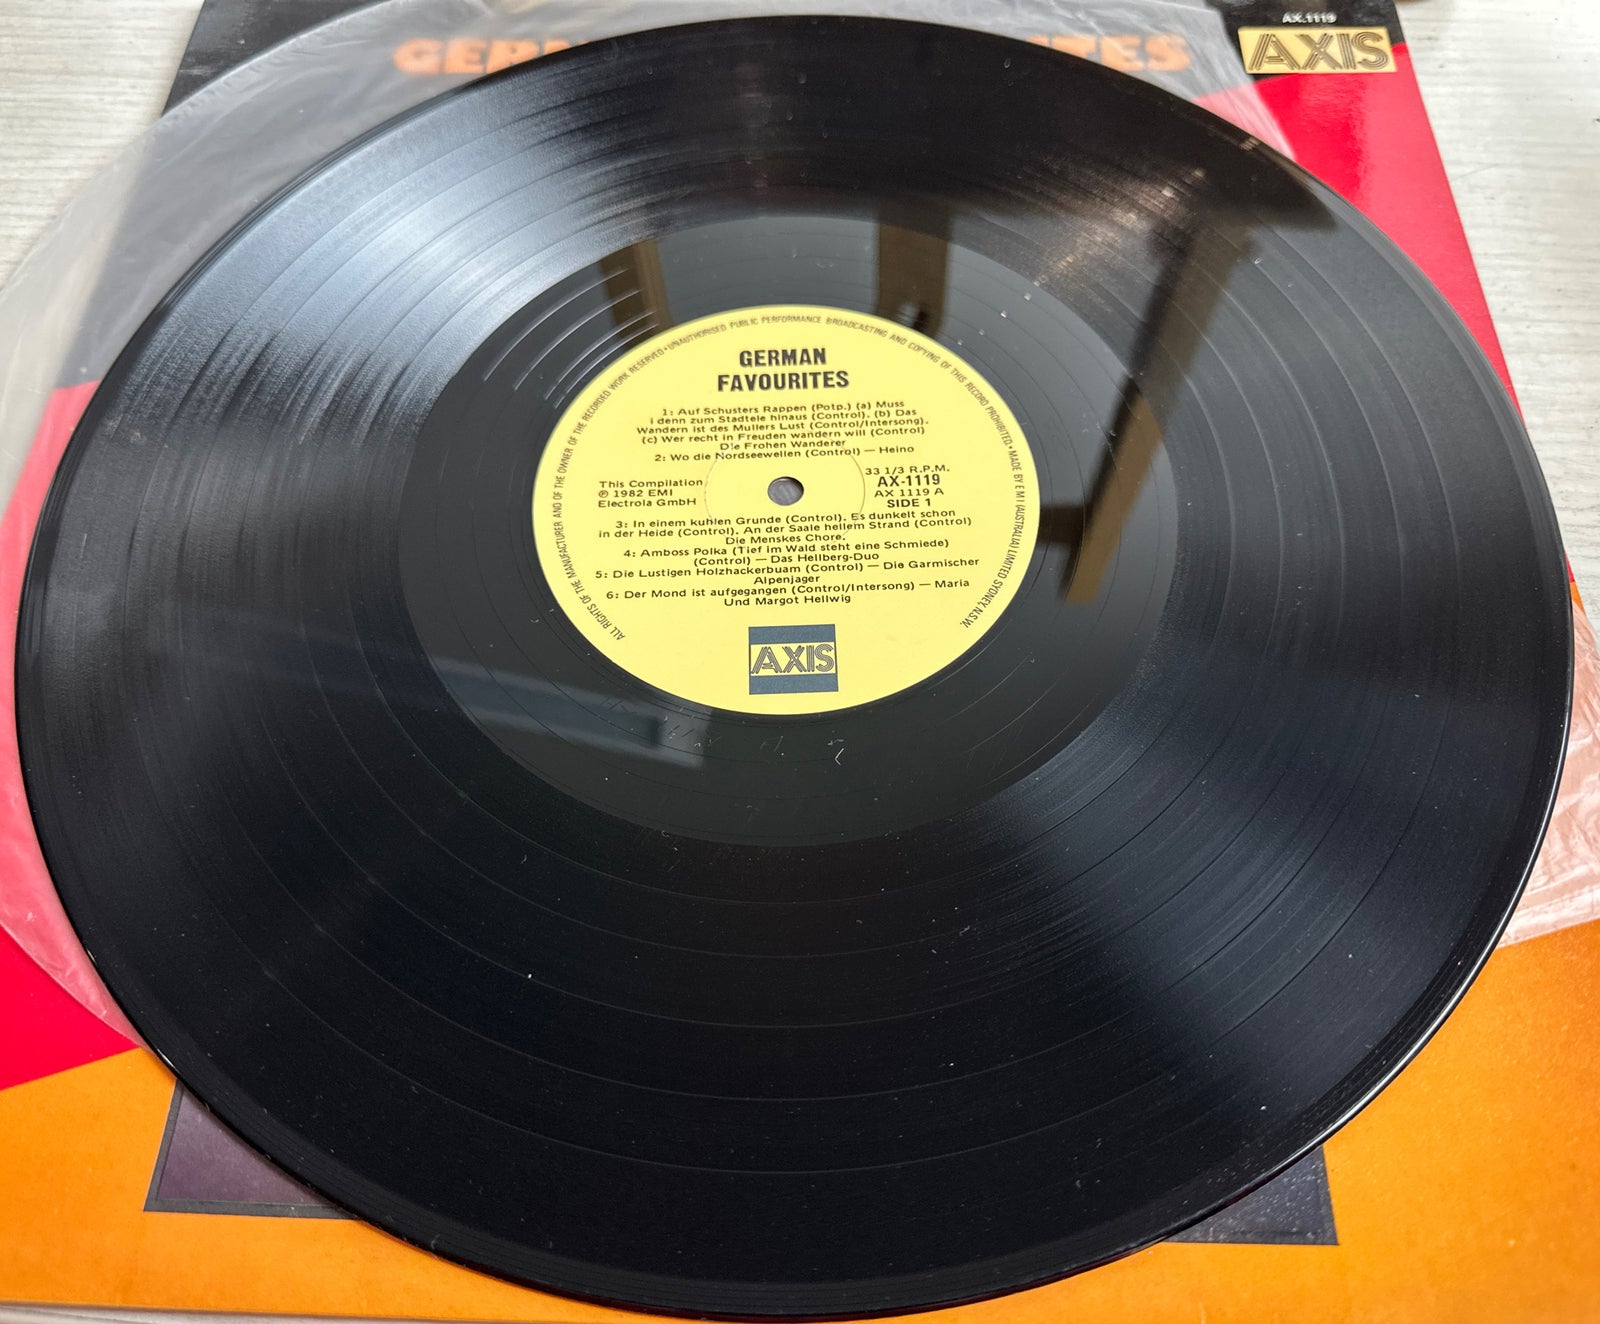 AX.1119
AXIS
GERMAN
FAVOURITES
1: Auf Schusters Rappen (Potp.) (a) Muss
i denn zum Stadtele hinaus (Control). (b) Das
Wandern ist des Mullers Lust (Control/Intersong).
(c) Wer recht in Freuden wandern will (Control)
Die Frohen Wanderer
2: Wo die Nordseewellen (Control) — Heino
This Compilation
℗ 1982 EMI
Electrola GmbH
33 1/3 R.P.M.
AX-1119
AX 1119 A
SIDE 1
3: In einem kuhlen Grunde (Control). Es dunkelt schon
in der Heide (Control). An der Saale hellem Strand (Control)
Die Menskes Chore.
4: Amboss Polka (Tief im Wald steht eine Schmiede)
(Control) — Das Hellberg-Duo
5: Die Lustigen Holzhackerbuam (Control) — Die Garmischer
Alpenjager
6: Der Mond ist aufgegangen (Control/Intersong) — Maria
Und Margot Hellwig
AXIS
ALL RIGHTS OF THE MANUFACTURER AND OF THE OWNER OF THE RECORDED WORK RESERVED • UNAUTHORISED PUBLIC PERFORMANCE BROADCASTING AND COPYING OF THIS RECORD PROHIBITED • MADE BY E M I (AUSTRALIA) LIMITED SYDNEY, N.S.W.